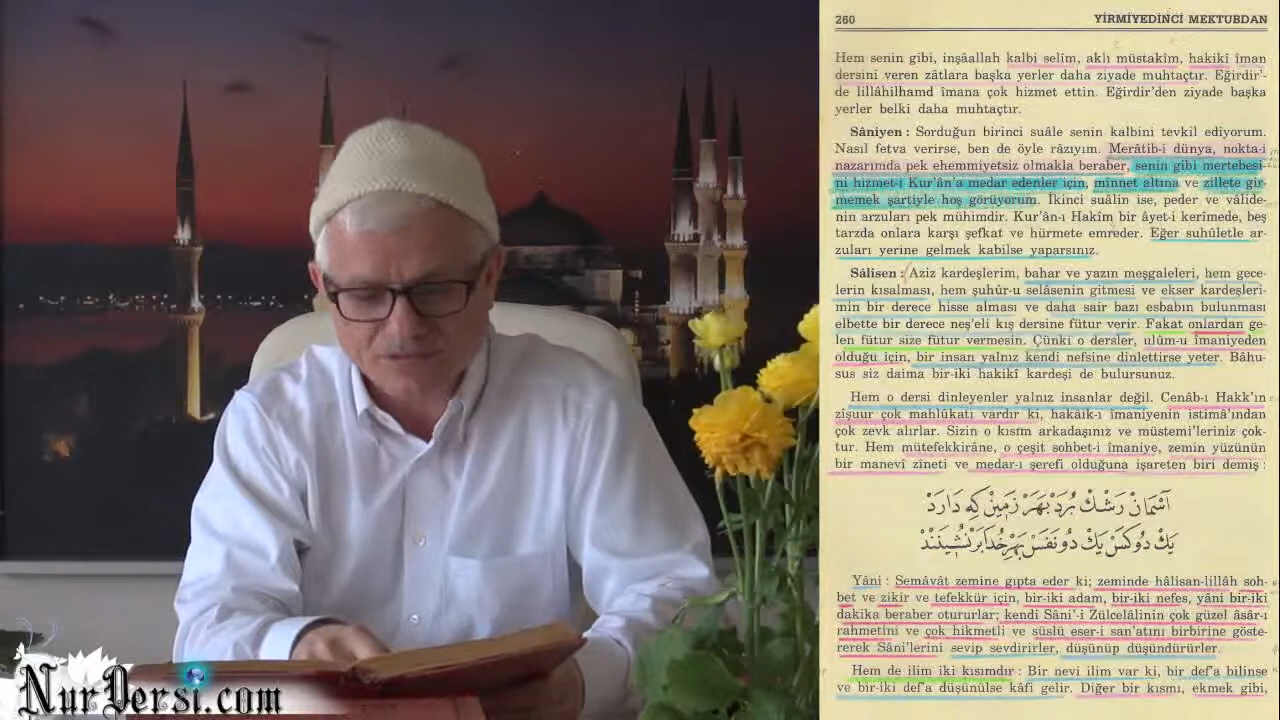 260
YİRMİYEDİNCİ MEKTUBDAN
Hem senin gibi, inşâallah kalbi selîm, aklı müstakîm, hakikî îman
dersini veren zâtlara başka yerler daha ziyade muhtaçtır. Eğirdir'-
de lillâhilhamd îmana çok hizmet ettin. Eğirdir'den ziyade başka
yerler belki daha muhtaçtır.
Sâniyen : Sorduğun birinci suâle senin kalbini tevkil ediyorum.
Nasıl fetva verirse, ben de öyle râzıyım. Merâtib-i dünya, nokta-i
nazarımda pek ehemmiyetsiz olmakla beraber, senin gibi mertebesi-
ni hizmet-i Kur'ân'a medar edenler için, minnet altına ve zillete gir-
memek şartiyle hoş görüyorum. İkinci suâlin ise, peder ve vâlide-
nin arzuları pek mühimdir. Kur'ân-ı Hakîm bir âyet-i kerîmede, beş
tarzda onlara karşı şefkat ve hürmete emreder. Eğer suhûletle ar-
zuları yerine gelmek kabilse yaparsınız.
Sâlisen : Aziz kardeşlerim, bahar ve yazın meşgaleleri, hem gece-
lerin kısalması, hem şuhûr-u selâsenin gitmesi ve ekser kardeşleri-
min bir derece hisse alması ve daha sair bazı esbabın bulunması
elbette bir derece neş'eli kış dersine fütur verir. Fakat onlardan ge-
len fütur size fütur vermesin. Çünki o dersler, ulûm-u îmaniyeden
olduğu için, bir insan yalnız kendi nefsine dinlettirse yeter. Bâhu-
sus siz daima bir-iki hakikî kardeşi de bulursunuz.
Hem o dersi dinleyenler yalnız insanlar değil. Cenâb-ı Hakk'ın
zîşuur çok mahlûkatı vardır ki, hakaik-ı îmaniyenin istimâ'ından
çok zevk alırlar. Sizin o kısım arkadaşınız ve müstemi'leriniz çok-
tur. Hem mütefekkirâne, o çeşit sohbet-i îmaniye, zemin yüzünün
bir manevî zîneti ve medar-ı şerefi olduğuna işareten biri demiş :
آسْمَانْ رَشْكْ بُرَدْ بَهَرْ زَمِينْ كِه دَارَدْ
يَكْ دُو كَسْ يَكْ دُو نَفَسْ بَهْرِ خُدَا بَرْ نِشِينَنْدْ
Yâni : Semâvât zemine gıpta eder ki; zeminde hâlisan-lillâh soh-
bet ve zikir ve tefekkür için, bir-iki adam, bir-iki nefes, yâni bir-iki
dakika beraber otururlar; kendi Sâni'-i Zülcelâlinin çok güzel âsâr-ı
rahmetini ve çok hikmetli ve süslü eser-i san'atını birbirine göste-
rerek Sâni'lerini sevip sevdirirler, düşünüp düşündürürler.
Hem de ilim iki kısımdır : Bir nevi ilim var ki, bir def'a bilinse
ve bir-iki def'a düşünülse kâfi gelir. Diğer bir kısmı, ekmek gibi,
NurDersi.com